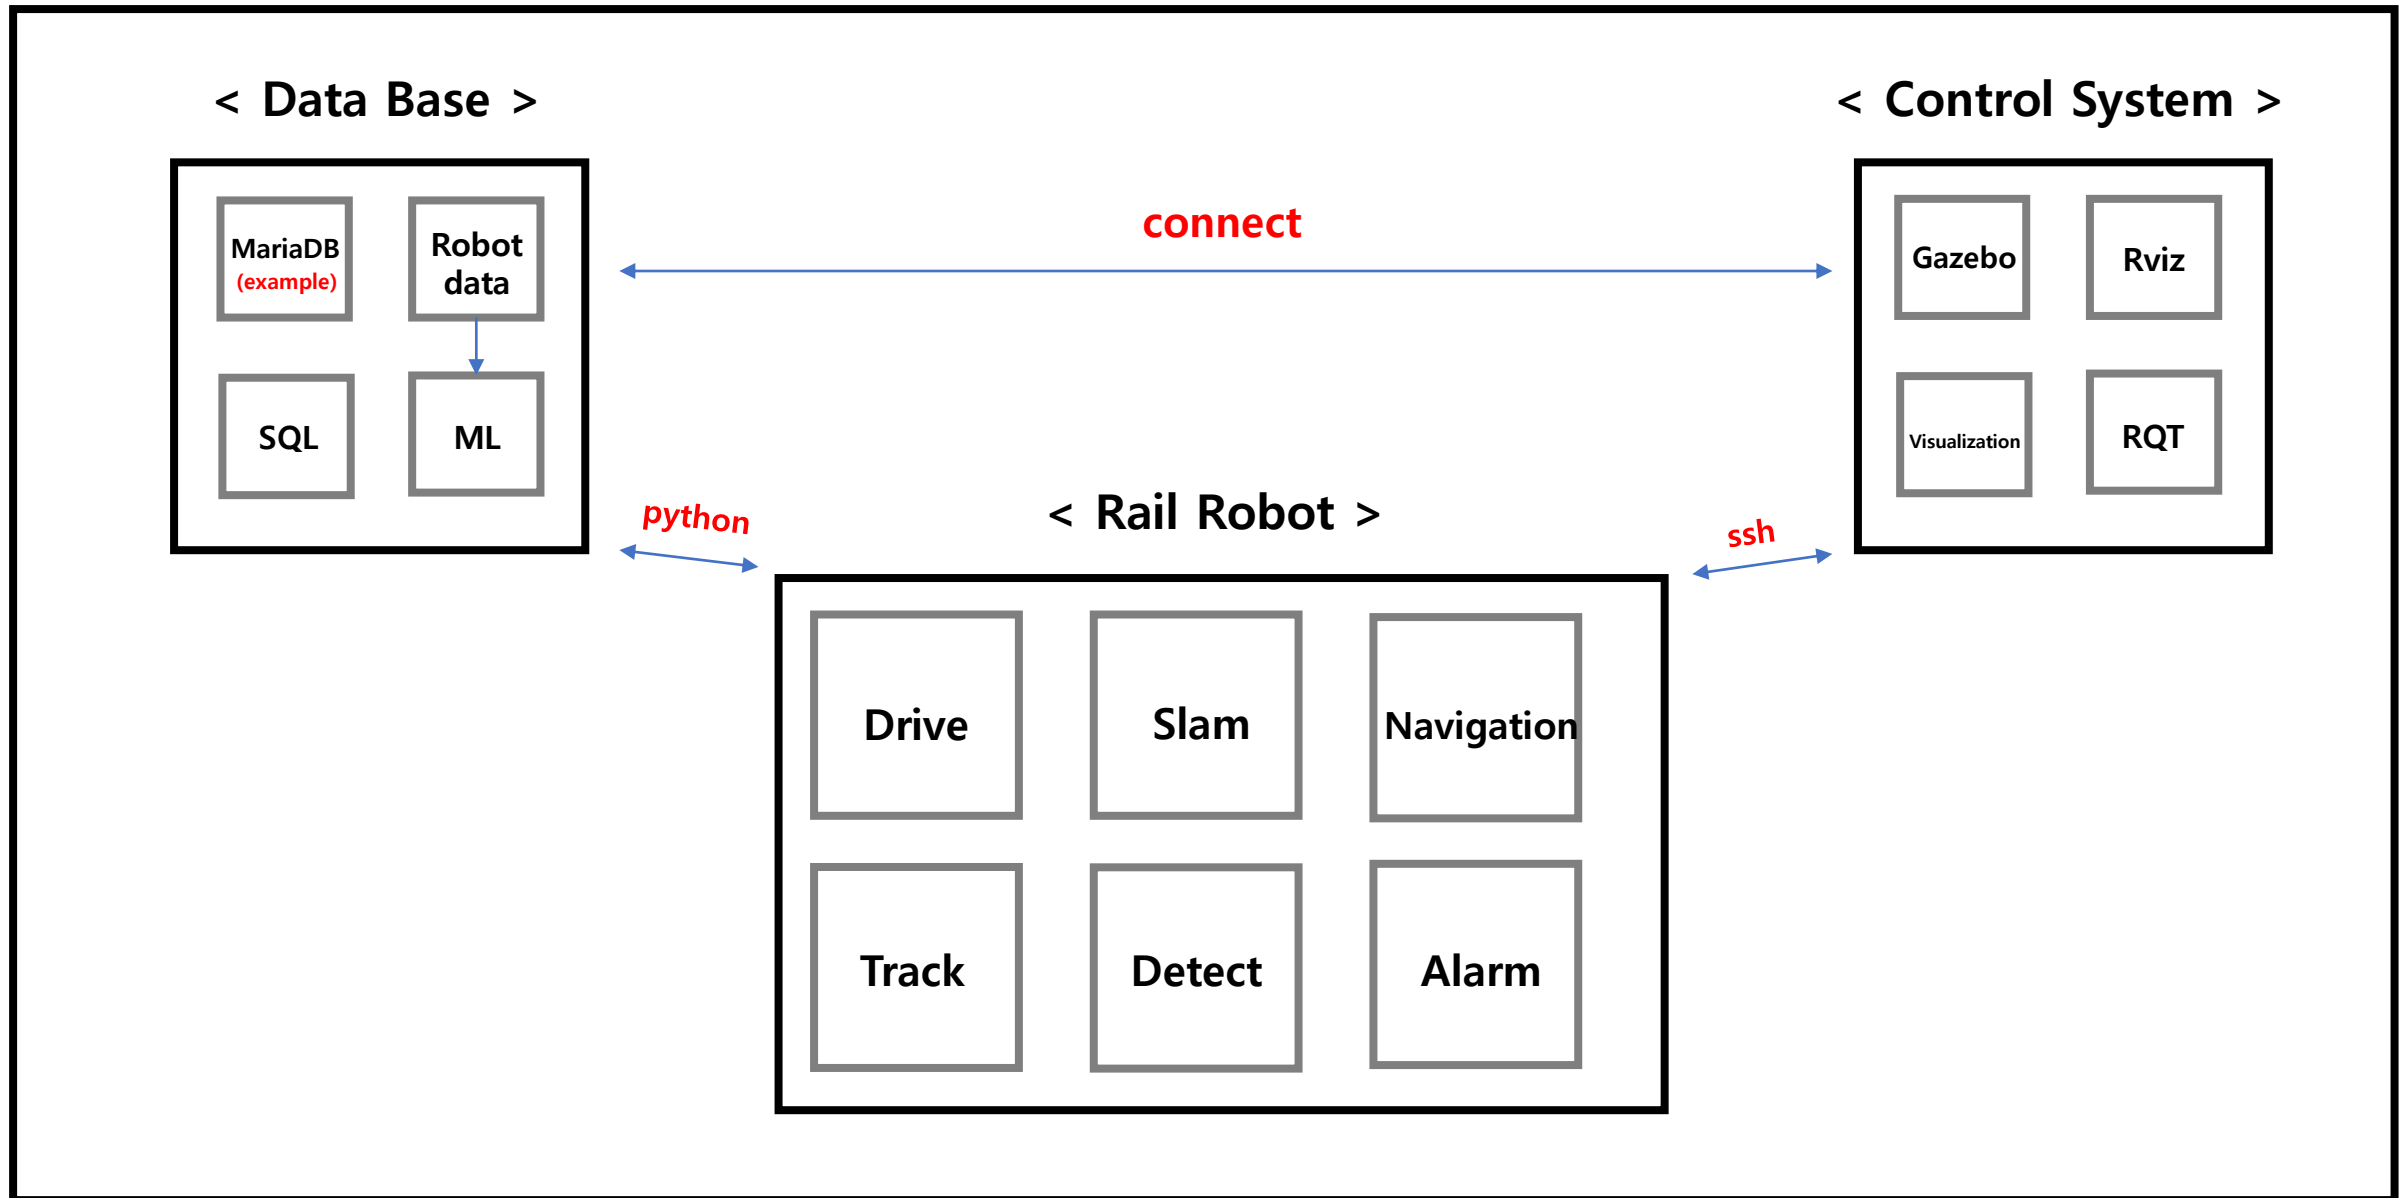 < Data Base >
< Control System >
MariaDB
(example)
Robot
data
connect
Gazebo
Rviz
SQL
ML
Visualization
RQT
python
< Rail Robot >
ssh
Drive
Slam
Navigation
Track
Detect
Alarm